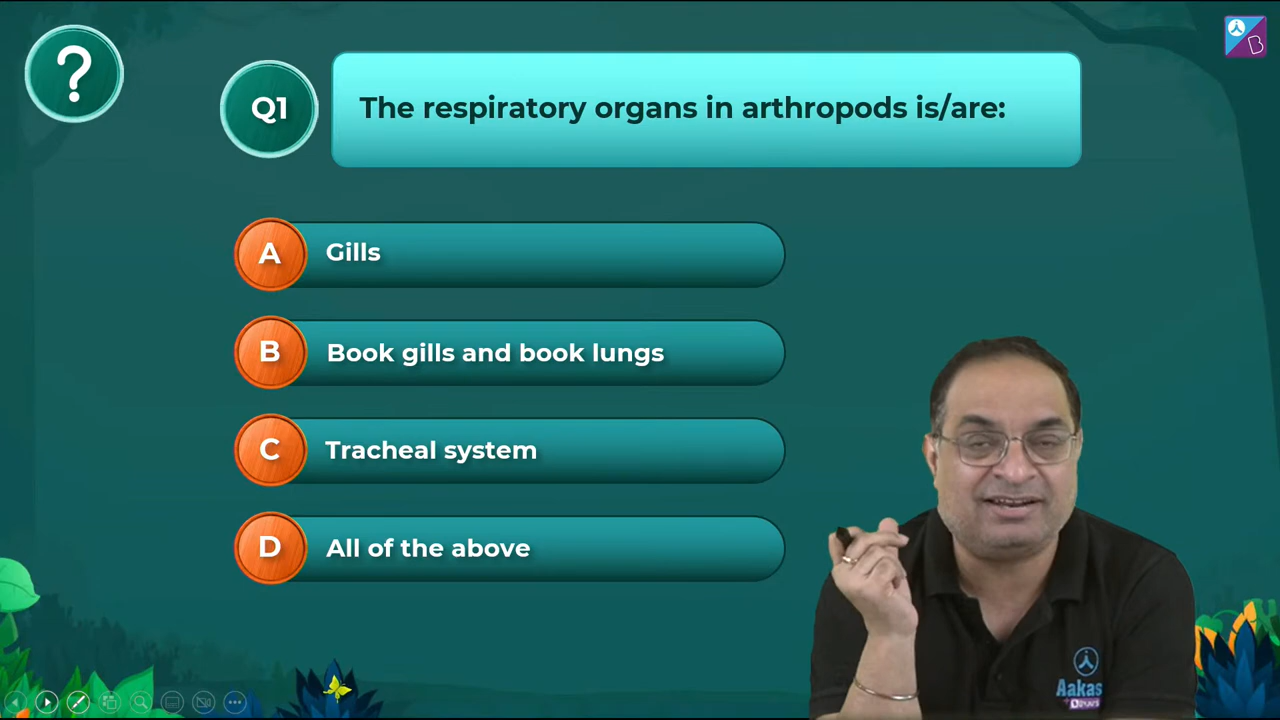 ?
Q1
The respiratory organs in arthropods is/are:
A
Gills
B
Book gills and book lungs
C
Tracheal system
D
All of the above
Aakas
B